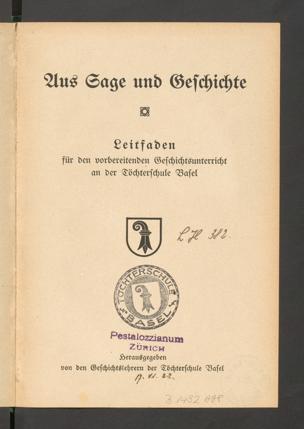 Aus Sage und Geschichte
Leitfaden
für den vorbereitenden Geschichtsunterricht
an der Töchterschule Basel
L H 382.
TÖCHTERSCHULE
BASEL
Pestalozzianum
ZÜRICH
Herausgegeben
von den Geschichtslehrern der Töchterschule Basel